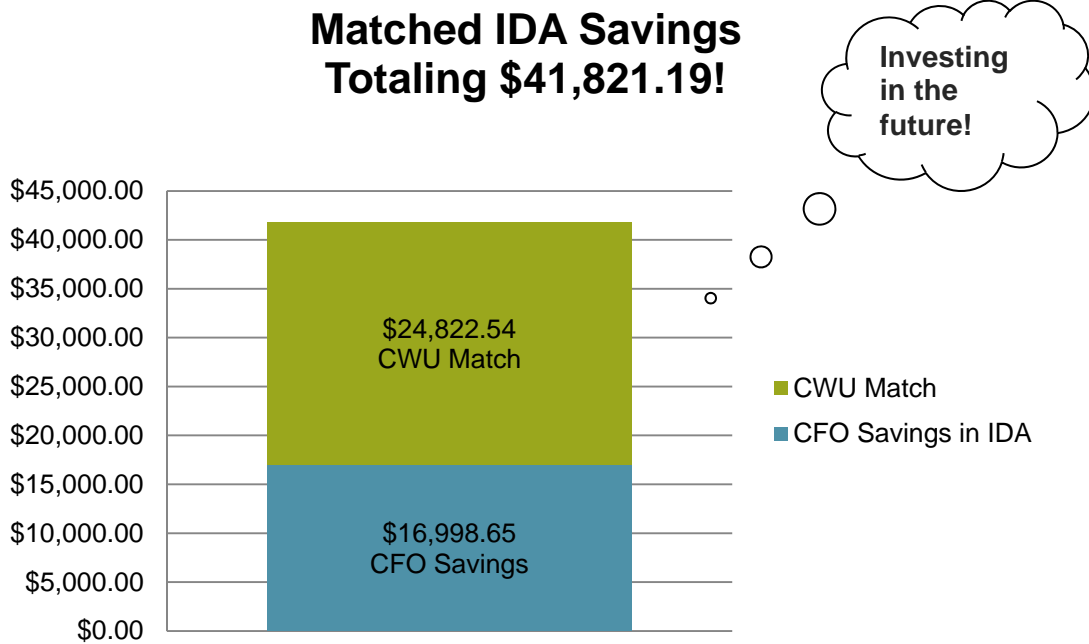 Matched IDA Savings
Totaling $41,821.19!
Investing
in the
future!
$45,000.00
$40,000.00
$35,000.00
$30,000.00
$25,000.00
$20,000.00
$15,000.00
$10,000.00
$5,000.00
$0.00
$24,822.54
CWU Match
$16,998.65
CFO Savings
CWU Match
CFO Savings in IDA